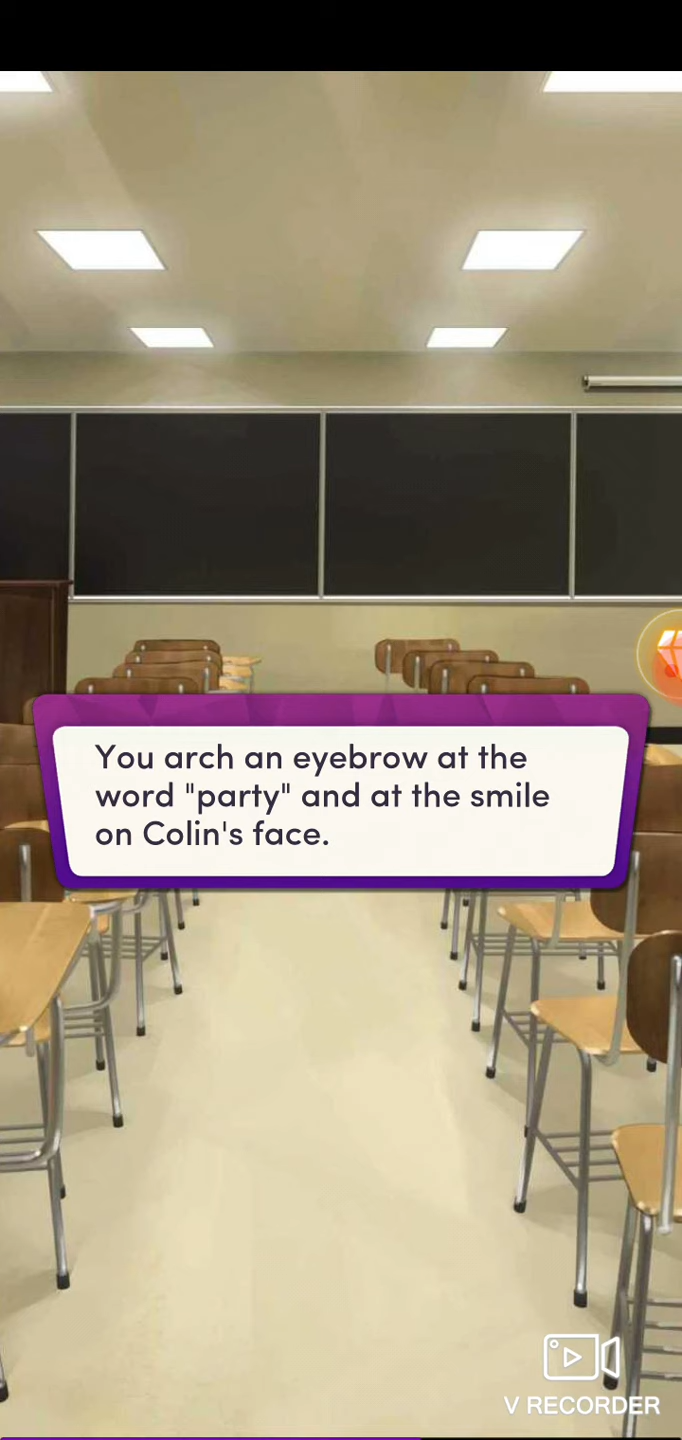 You arch an eyebrow at the
word "party" and at the smile
on Colin's face.
V RECORDER